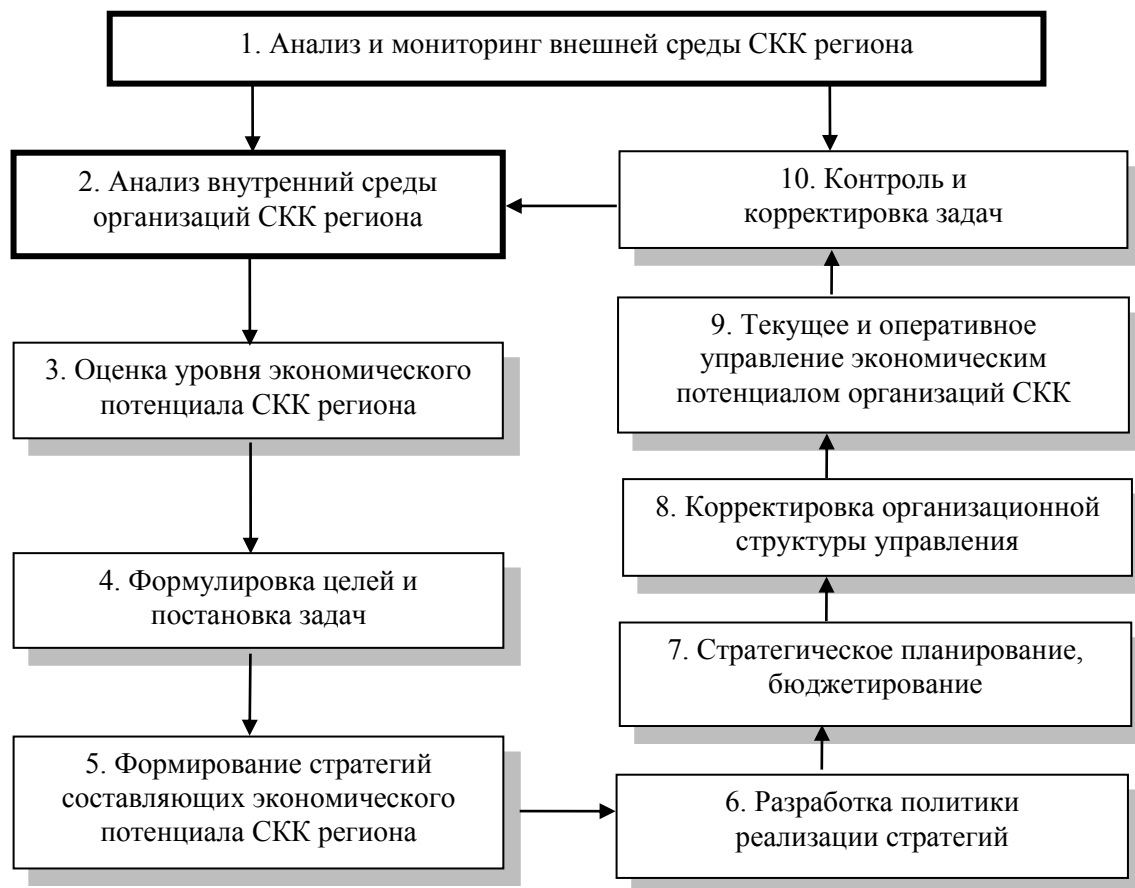 1. Анализ и мониторинг внешней среды СКК региона
2. Анализ внутренний среды
организаций СКК региона
10. Контроль и
корректировка задач
3. Оценка уровня экономического
потенциала СКК региона
9. Текущее и оперативное
управление экономическим
потенциалом организаций СКК
4. Формулировка целей и
постановка задач
8. Корректировка организационной
структуры управления
7. Стратегическое планирование,
бюджетирование
5. Формирование стратегий
составляющих экономического
потенциала СКК региона
6. Разработка политики
реализации стратегий